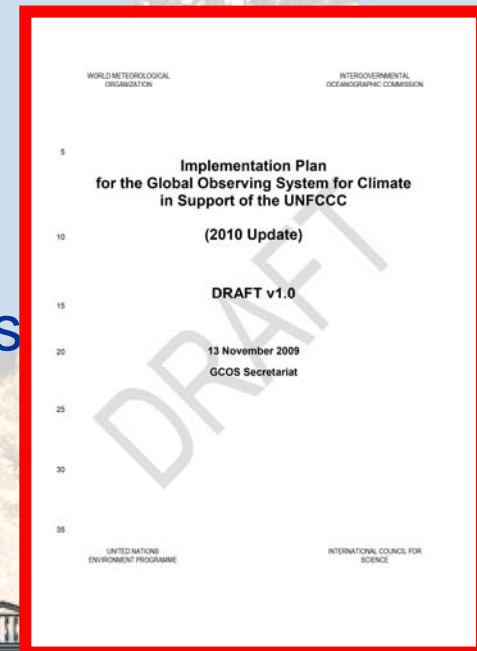 WORLD METEOROLOGICAL
ORGANIZATION
INTERGOVERNMENTAL
OCEANOGRAPHIC COMMISSION
5
Implementation Plan
for the Global Observing System for Climate
in Support of the UNFCCC
10
(2010 Update)
DRAFT v1.0
15
s
20
13 November 2009
GCOS Secretariat
25
30
35
UNITED NATIONS
ENVIRONMENT PROGRAMME
INTERNATIONAL COUNCIL FOR
SCIENCE
DRAFT